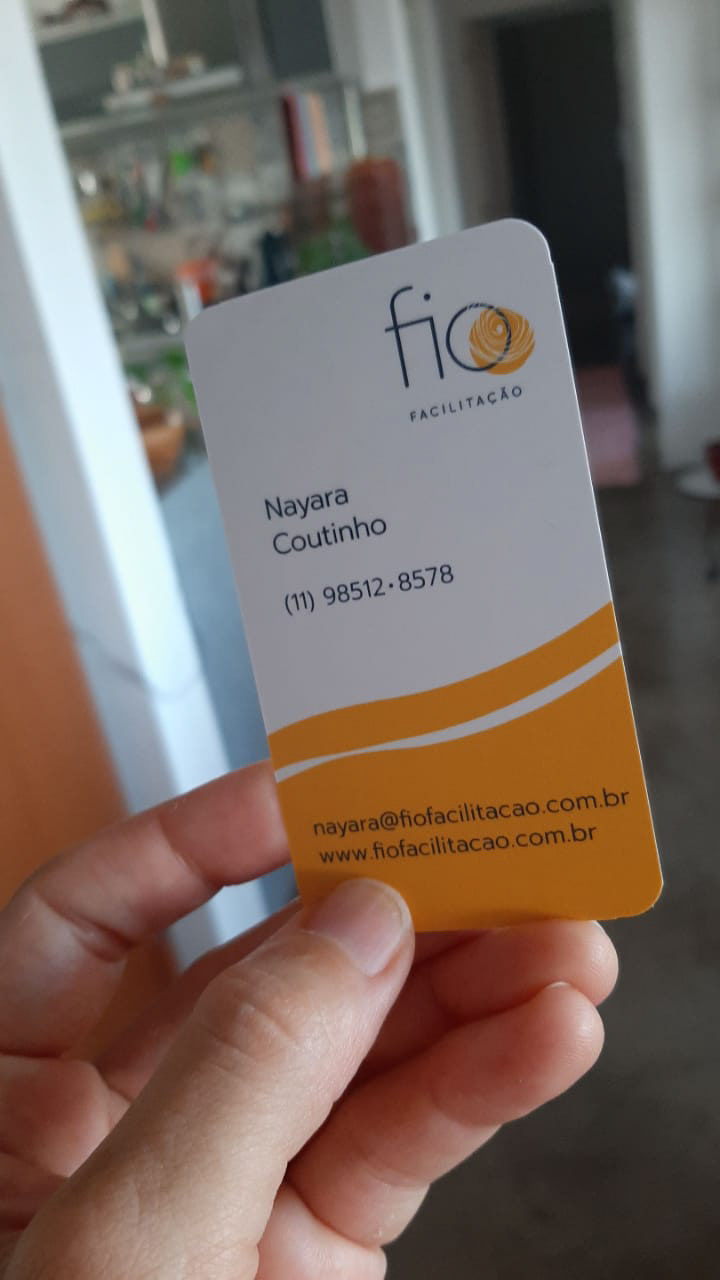 fio
FACILITAÇÃO
Nayara
Coutinho
(11) 98512•8578
nayara@fiofacilitacao.com.br
www.fiofacilitacao.com.br